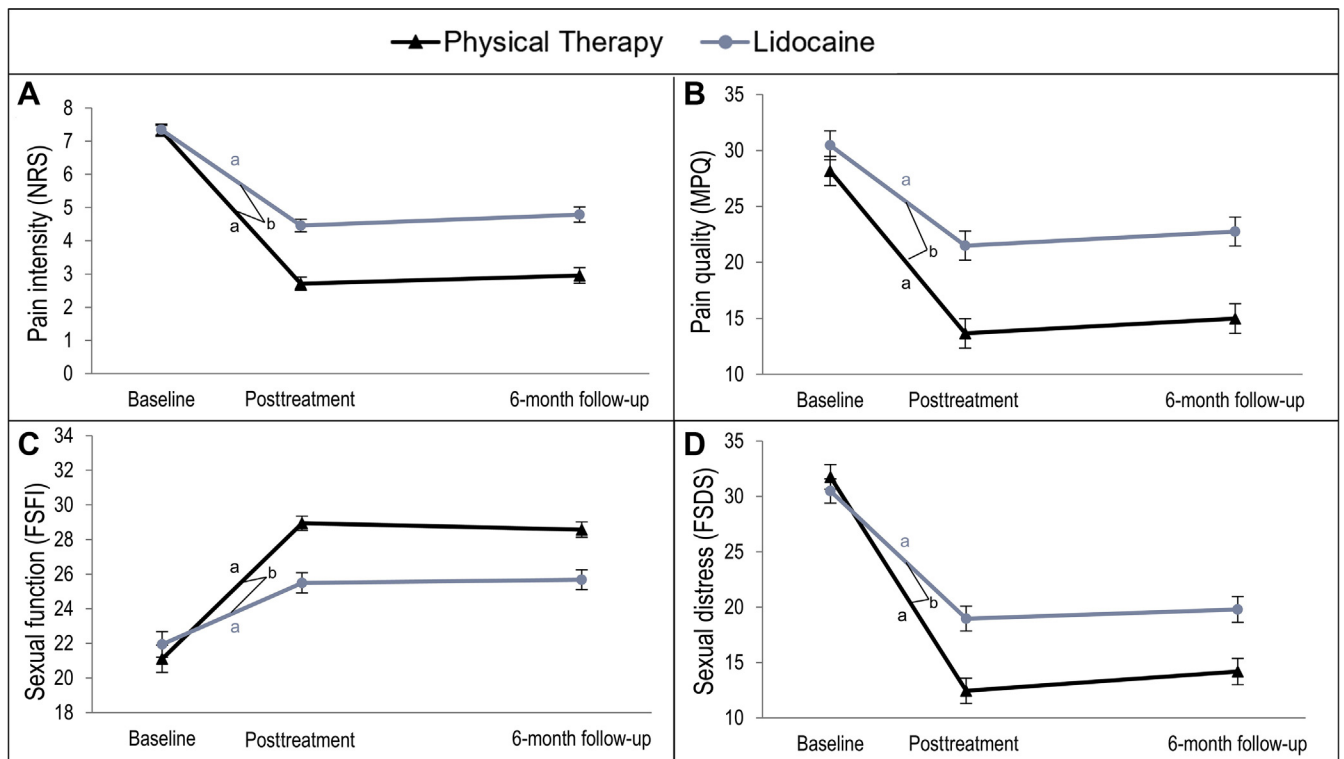 Physical Therapy Lidocaine
A
Pain intensity (NRS)
8
7
6
5
4
3
2
1
0
a
b
a
Baseline Posttreatment 6-month follow-up
B
Pain quality (MPQ)
35
30
25
20
15
10
a
b
a
Baseline Posttreatment 6-month follow-up
C
Sexual function (FSFI)
34
32
30
28
26
24
22
20
18
a
b
a
Baseline Posttreatment 6-month follow-up
D
Sexual distress (FSDS)
35
30
25
20
15
10
a
b
a
Baseline Posttreatment 6-month follow-up